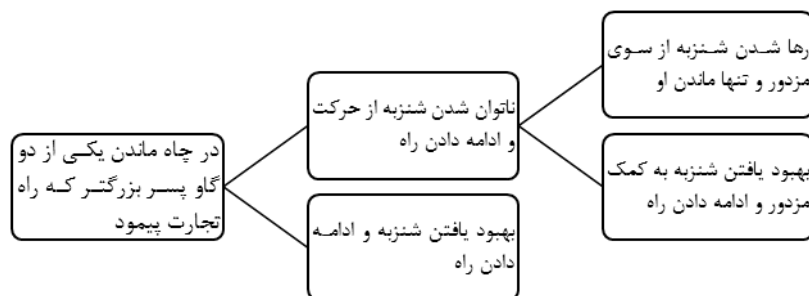 رها شدن شنزبه از سوی
مزدور و تنها ماندن او
ناتوان شدن شنزبه از حرکت
و ادامه دادن راه
در چاه ماندن یکی از دو
گاو پسر بزرگتر که راه
تجارت پیمود
بهبود یافتن شنزبه به کمک
مزدور و ادامه دادن راه
بهبود یافتن شنزبه و ادامه
دادن راه